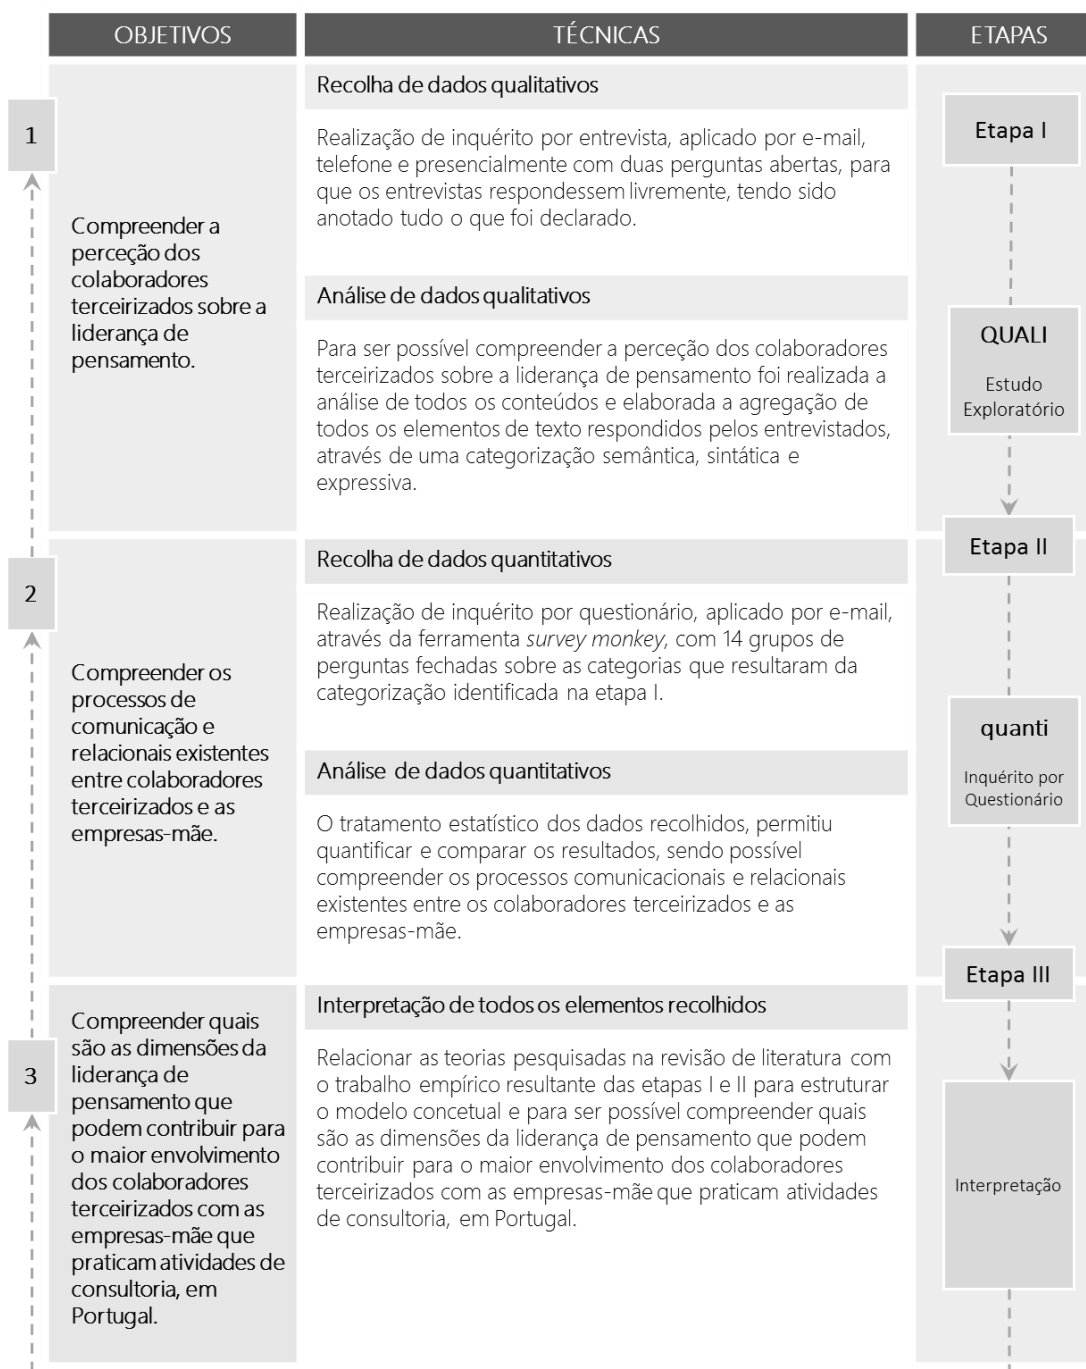 OBJETIVOS
TÉCNICAS
ETAPAS
1
Compreender a
perceção dos
colaboradores
terceirizados sobre a
liderança de
pensamento.
Recolha de dados qualitativos
Realização de inquérito por entrevista, aplicado por e-mail,
telefone e presencialmente com duas perguntas abertas, para
que os entrevistas respondessem livremente, tendo sido
anotado tudo o que foi declarado.
Análise de dados qualitativos
Para ser possível compreender a perceção dos colaboradores
terceirizados sobre a liderança de pensamento foi realizada a
análise de todos os conteúdos e elaborada a agregação de
todos os elementos de texto respondidos pelos entrevistados,
através de uma categorização semântica, sintática e
expressiva.
Etapa I
QUALI
Estudo
Exploratório
2
Compreender os
processos de
comunicação e
relacionais existentes
entre colaboradores
terceirizados e as
empresas-mãe.
Recolha de dados quantitativos
Realização de inquérito por questionário, aplicado por e-mail,
através da ferramenta survey monkey, com 14 grupos de
perguntas fechadas sobre as categorias que resultaram da
categorização identificada na etapa I.
Análise de dados quantitativos
O tratamento estatístico dos dados recolhidos, permitiu
quantificar e comparar os resultados, sendo possível
compreender os processos comunicacionais e relacionais
existentes entre os colaboradores terceirizados e as
empresas-mãe.
Etapa II
quanti
Inquérito por
Questionário
3
Compreender quais
são as dimensões da
liderança de
pensamento que
podem contribuir para
o maior envolvimento
dos colaboradores
terceirizados com as
empresas-mãe que
praticam atividades de
consultoria, em
Portugal.
Interpretação de todos os elementos recolhidos
Relacionar as teorias pesquisadas na revisão de literatura com
o trabalho empírico resultante das etapas I e II para estruturar
o modelo concetual e para ser possível compreender quais
são as dimensões da liderança de pensamento que podem
contribuir para o maior envolvimento dos colaboradores
terceirizados com as empresas-mãe que praticam atividades
de consultoria, em Portugal.
Etapa III
Interpretação